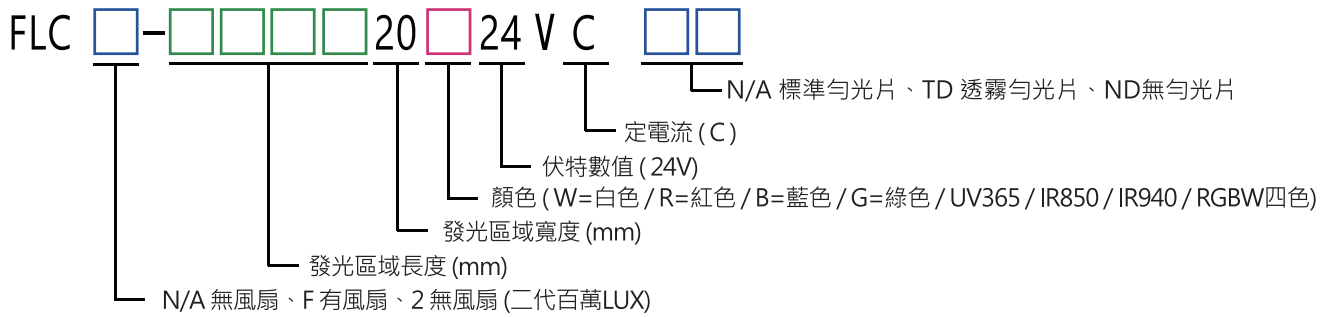 FLC □-□□□□20□24VC □□
N/A 標準勻光片、TD 透霧勻光片、ND無勻光片
定電流 ( C )
伏特數值 ( 24V)
顏色 ( W=白色 / R=紅色 / B=藍色 / G=綠色 / UV365 / IR850 / IR940 / RGBW四色)
發光區域寬度 (mm)
發光區域長度 (mm)
N/A 無風扇、F 有風扇、2 無風扇 (二代百萬LUX)